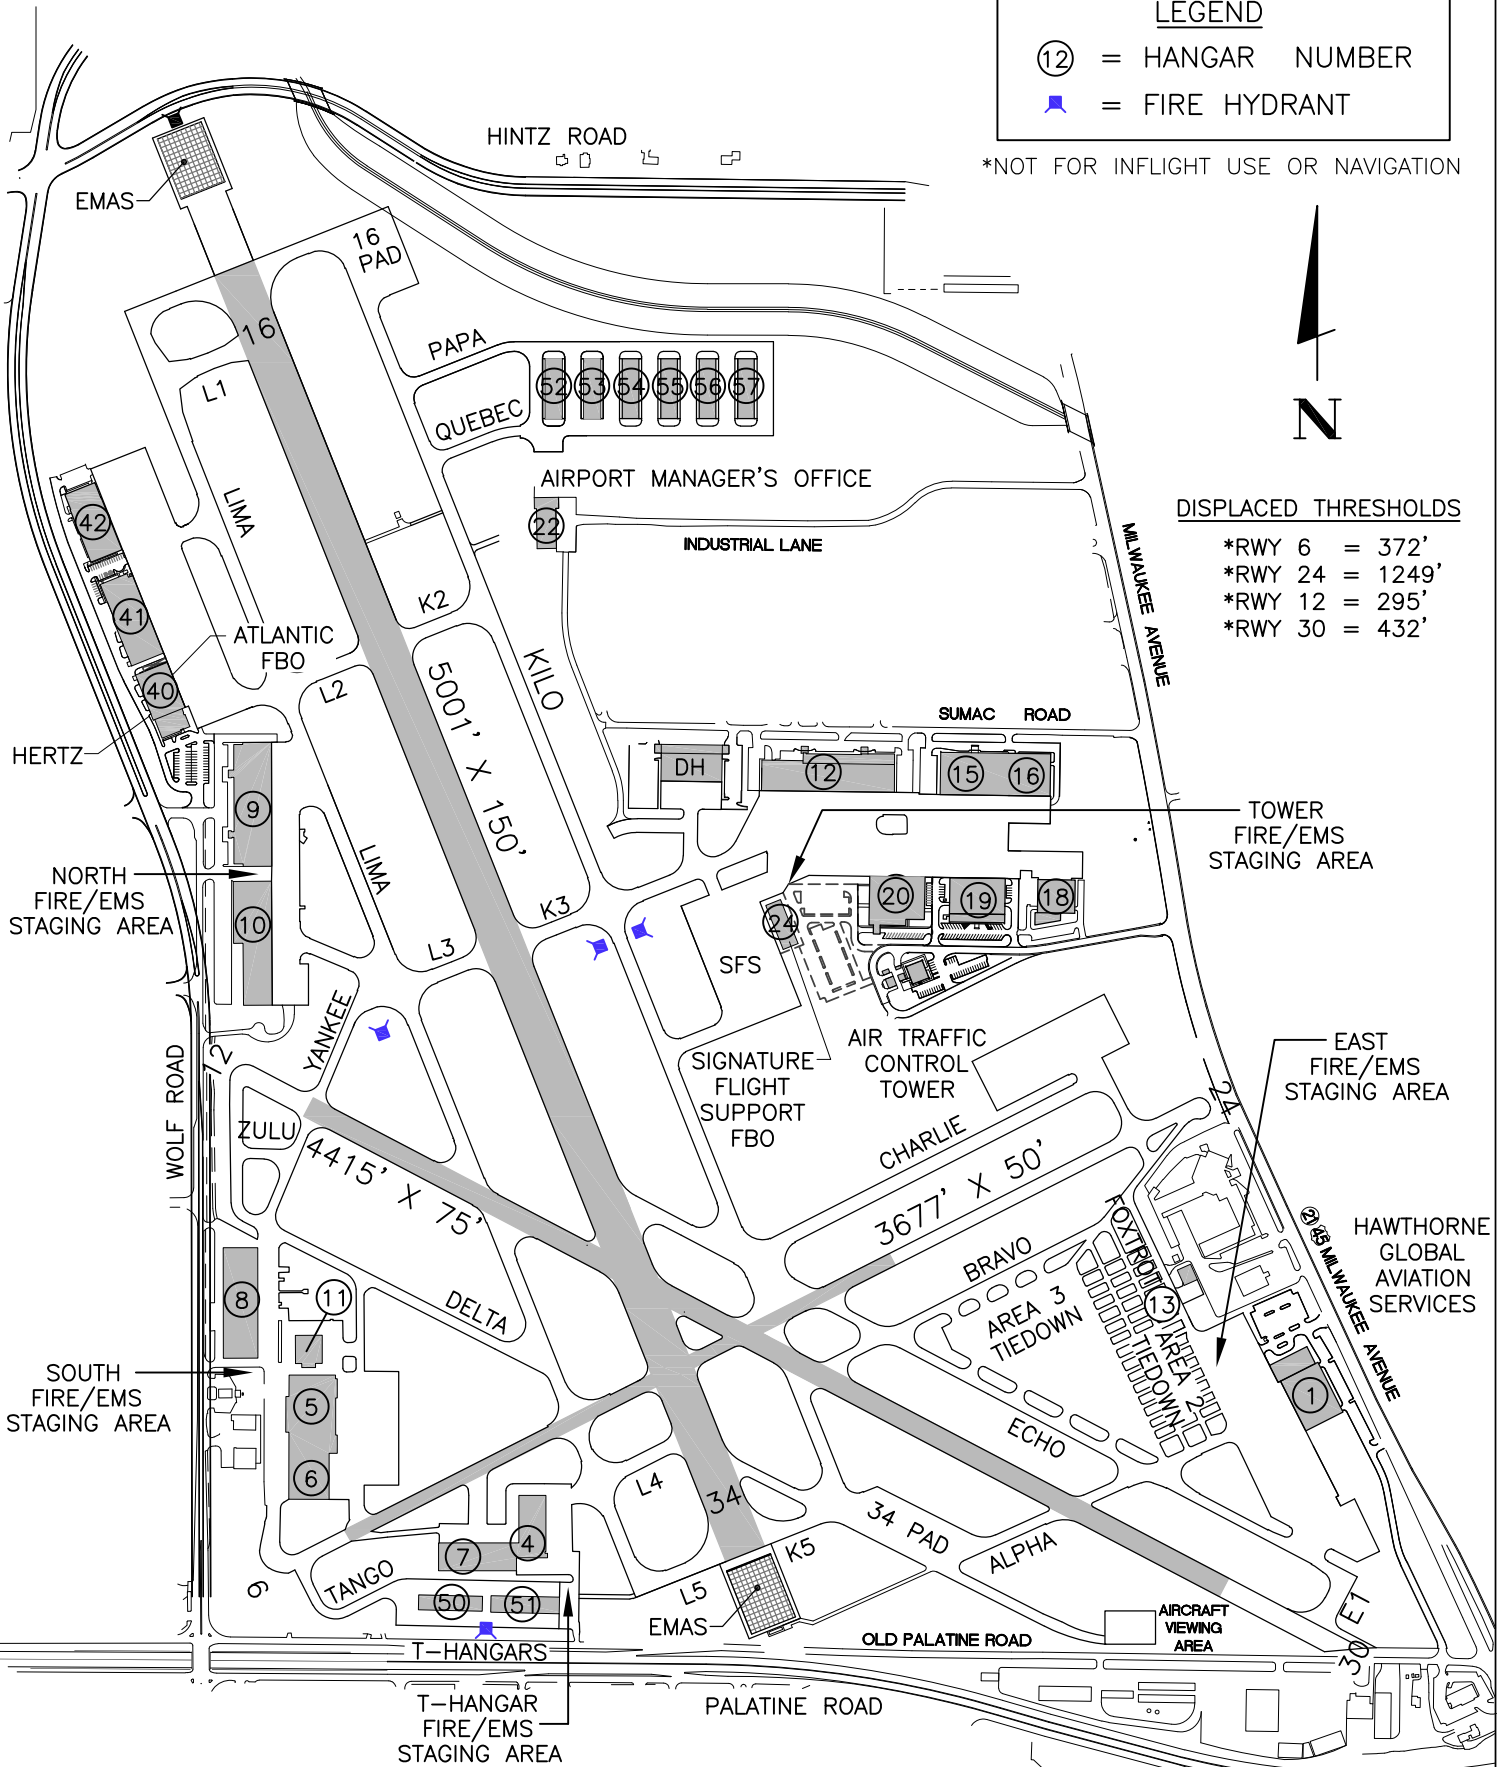 LEGEND
12 = HANGAR NUMBER
= FIRE HYDRANT
*NOT FOR INFLIGHT USE OR NAVIGATION
HINTZ ROAD
EMAS
16
PAD
16
PAPA
L1
QUEBEC
52 53 54 55 56 57
N
AIRPORT MANAGER'S OFFICE
22
INDUSTRIAL LANE
MILWAUKEE AVENUE
DISPLACED THRESHOLDS
*RWY 6 = 372'
*RWY 24 = 1249'
*RWY 12 = 295'
*RWY 30 = 432'
LIMA
42
41
40
ATLANTIC
FBO
HERTZ
K2
KILO
L2
5001' X 150'
SUMAC ROAD
DH
12
15
16
9
LIMA
NORTH
FIRE/EMS
STAGING AREA
10
TOWER
FIRE/EMS
STAGING AREA
K3
L3
24
20
19
18
SFS
YANKEE
12
WOLF ROAD
SIGNATURE
FLIGHT
SUPPORT
FBO
AIR TRAFFIC
CONTROL
TOWER
EAST
FIRE/EMS
STAGING AREA
24
ZULU
4415' X 75'
CHARLIE
3677' X 50'
BRAVO
FOXTROT
21 45 MILWAUKEE AVENUE
HAWTHORNE
GLOBAL
AVIATION
SERVICES
8
11
DELTA
AREA 3
TIEDOWN
13
AREA 2
TIEDOWN
1
SOUTH
FIRE/EMS
STAGING AREA
5
6
ECHO
L4
34
34 PAD
K5
ALPHA
4
7
TANGO
6
50
51
L5
EMAS
E1
30
AIRCRAFT
VIEWING
AREA
OLD PALATINE ROAD
T-HANGARS
T-HANGAR
FIRE/EMS
STAGING AREA
PALATINE ROAD